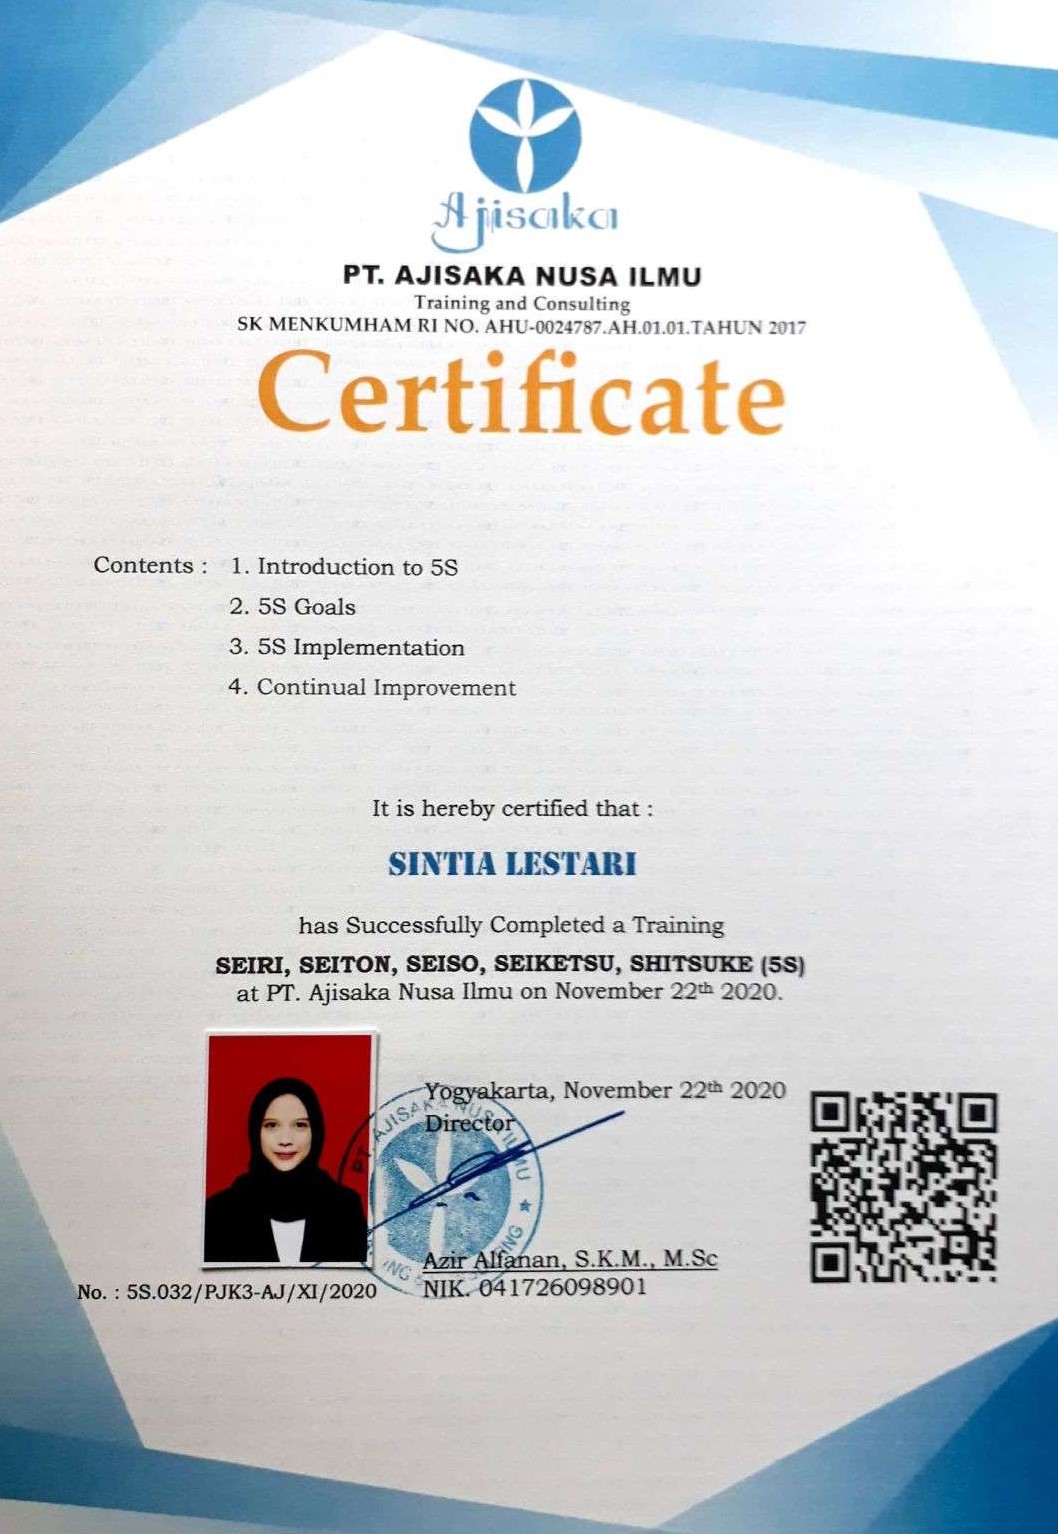 Ajisaka
PT. AJISAKA NUSA ILMU
Training and Consulting
SK MENKUMHAM RI NO. AHU-0024787.AH.01.01.TAHUN 2017
Certificate
Contents : 1. Introduction to 5S
2. 5S Goals
3. 5S Implementation
4. Continual Improvement
It is hereby certified that :
SINTIA LESTARI
has Successfully Completed a Training
SEIRI, SEITON, SEISO, SEIKETSU, SHITSUKE (5S)
at PT. Ajisaka Nusa Ilmu on November 22th 2020.
Yogyakarta, November 22th 2020
Director
PT. AJISAKA NUSA ILMU
Azir Alfanan, S.K.M., M.Sc
NIK. 041726098901
No. : 5S.032/PJK3-AJ/XI/2020